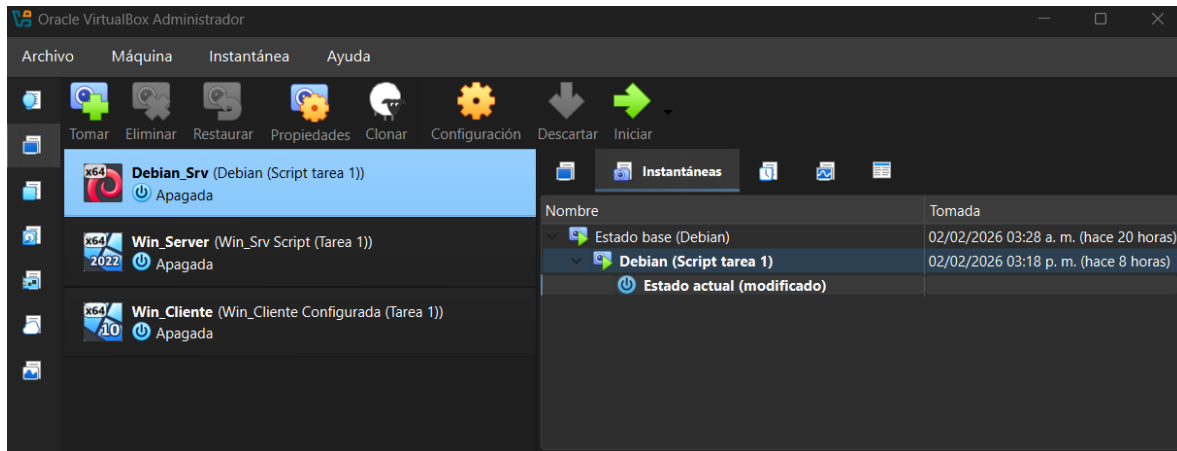 Oracle VirtualBox Administrador
Archivo Máquina Instantánea Ayuda
Tomar Eliminar Restaurar Propiedades Clonar Configuración Descartar Iniciar
x64 Debian_Srv (Debian (Script tarea 1))
Apagada
x64 Win_Server (Win_Srv Script (Tarea 1))
2022 Apagada
x64 Win_Cliente (Win_Cliente Configurada (Tarea 1))
10 Apagada
Instantáneas
Nombre Tomada
Estado base (Debian) 02/02/2026 03:28 a. m. (hace 20 horas)
Debian (Script tarea 1) 02/02/2026 03:18 p. m. (hace 8 horas)
Estado actual (modificado)